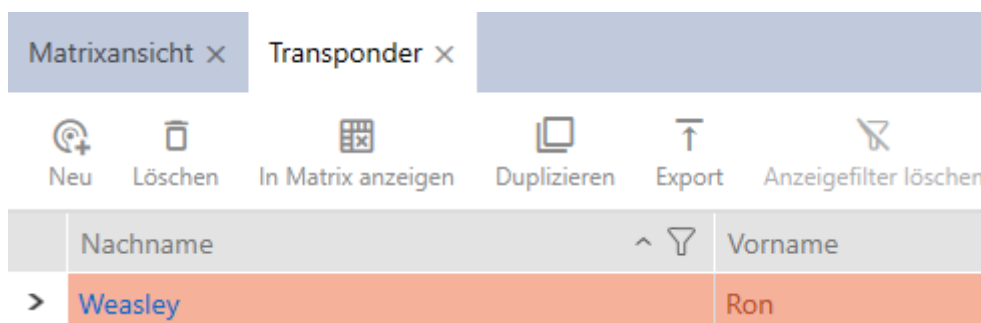 Matrixansicht Transponder
Neu Löschen In Matrix anzeigen Duplizieren Export Anzeigefilter löschen
Nachname Vorname
Weasley Ron